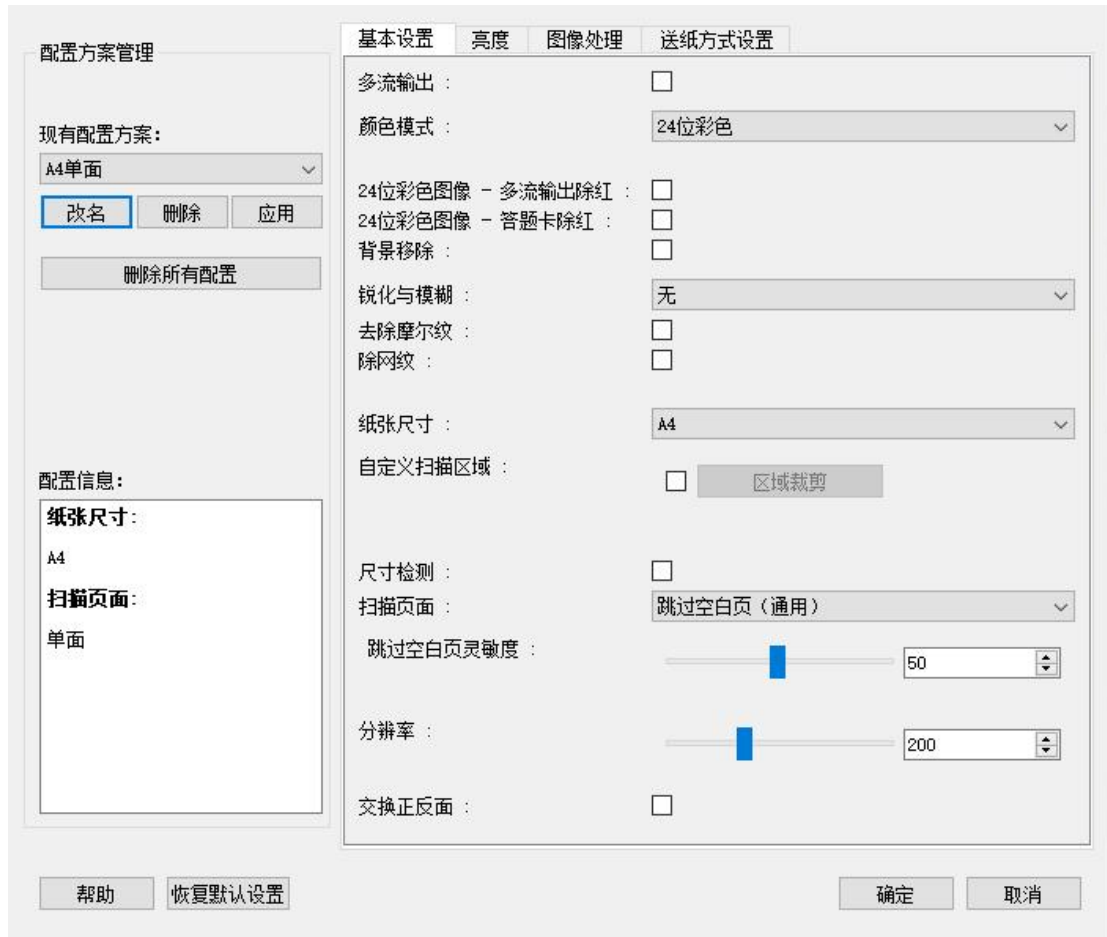 配置方案管理
现有配置方案:
A4单面
改名 删除 应用
删除所有配置
配置信息:
纸张尺寸:
A4
扫描页面:
单面
基本设置 亮度 图像处理 送纸方式设置
多流输出 :
颜色模式 : 24位彩色
24位彩色图像 - 多流输出除红 :
24位彩色图像 - 答题卡除红 :
背景移除 :
锐化与模糊 : 无
去除摩尔纹 :
除网纹 :
纸张尺寸 : A4
自定义扫描区域 : 区域裁剪
尺寸检测 :
扫描页面 : 跳过空白页（通用）
跳过空白页灵敏度 : 50
分辨率 : 200
交换正反面 :
帮助 恢复默认设置 确定 取消